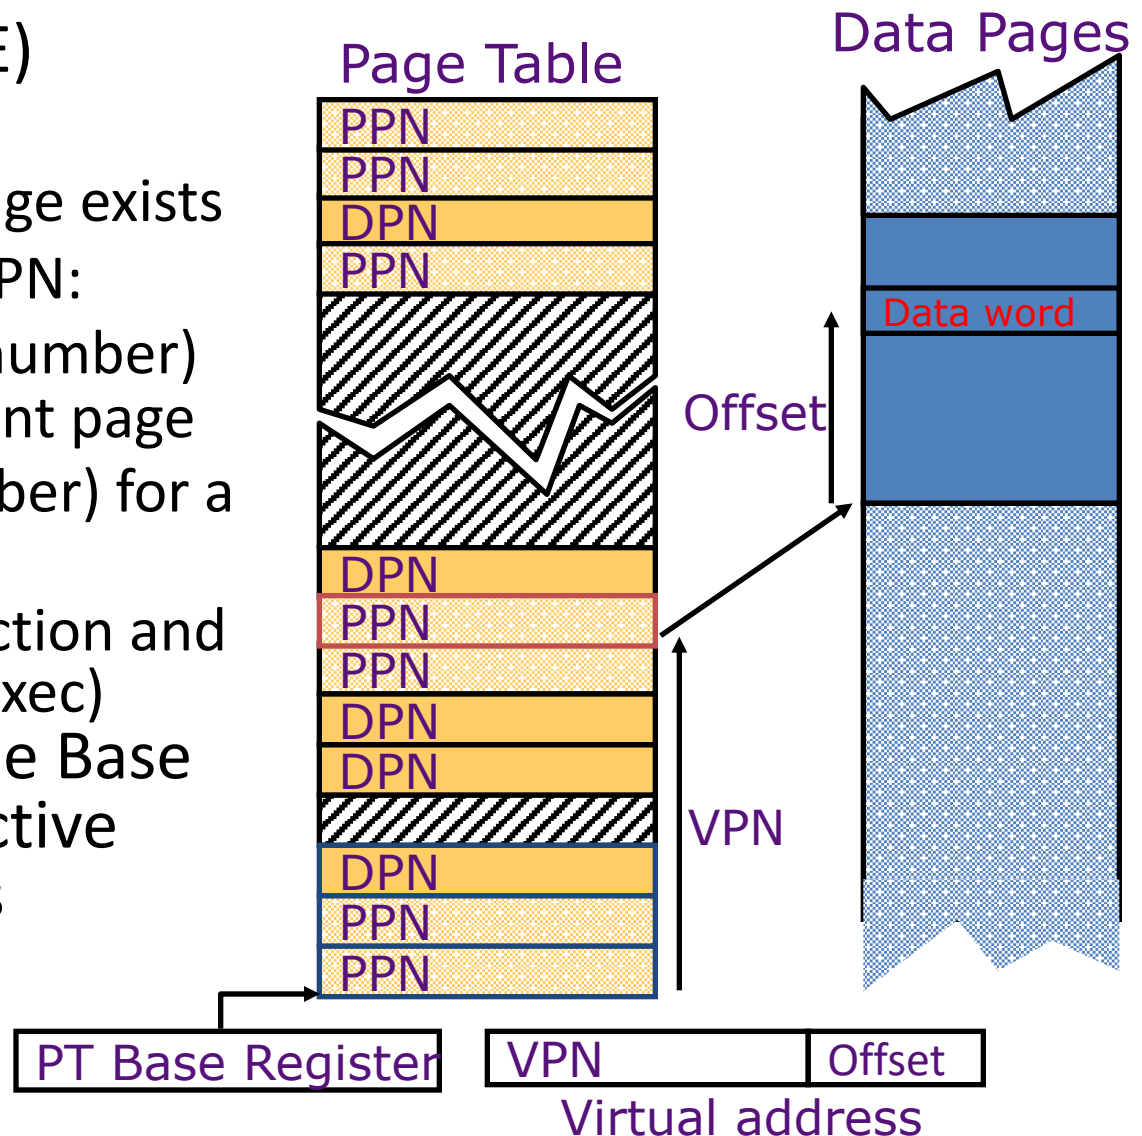 E)
ge exists
PN:
number)
nt page
ber) for a
ction and
xec)
e Base
ctive
s
Page Table
PPN
PPN
DPN
PPN
DPN
PPN
PPN
DPN
DPN
DPN
PPN
PPN
VPN
Data Pages
Data word
Offset
PT Base Register
VPN
Offset
Virtual address